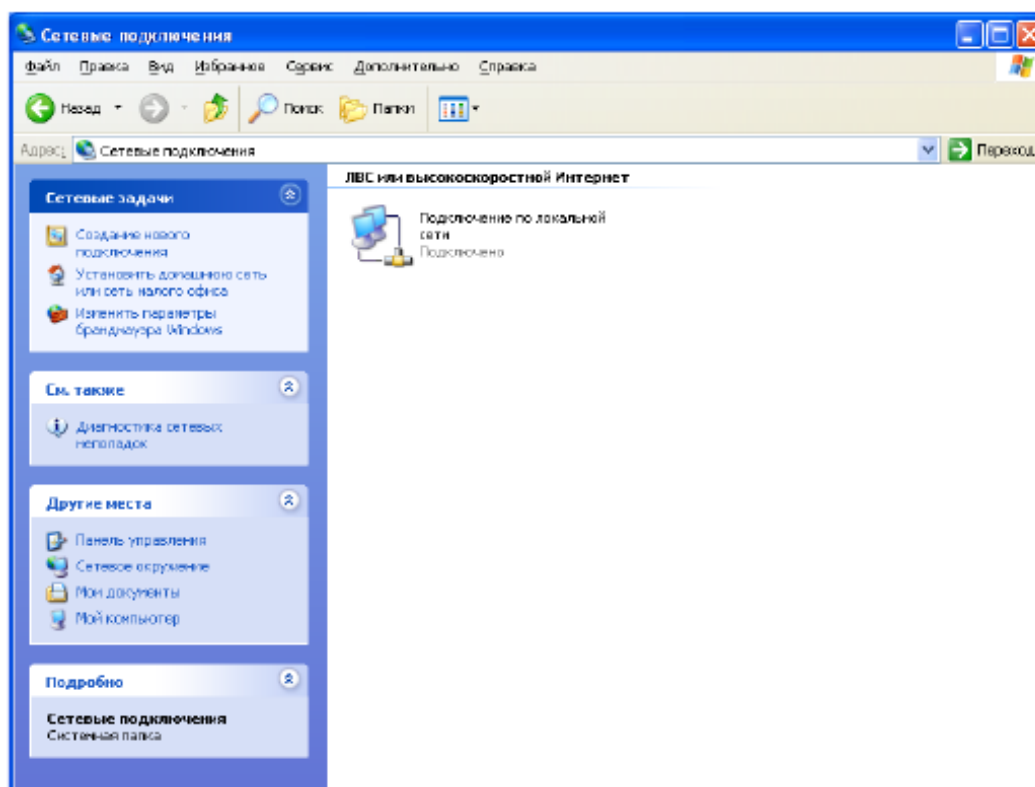 Сетевые подключения
Файл Правка Вид Избранное Сервис Дополнительно Справка
Назад Поиск Папки
Адрес: Сетевые подключения Переход
ЛВС или высокоскоростной Интернет
Подключение по локальной
сети
Подключено
Сетевые задачи
Создание нового
подключения
Установить домашнюю сеть
или сеть малого офиса
Изменить параметры
брандмауэра Windows
См. также
Диагностика сетевых
неполадок
Другие места
Панель управления
Сетевое окружение
Мои документы
Мой компьютер
Подробно
Сетевые подключения
Системная папка